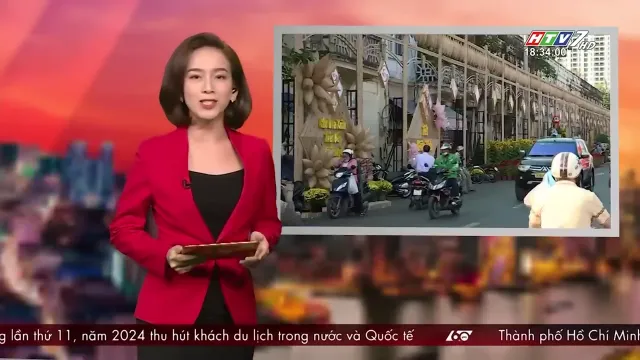 HTV7 HD
18:34:00
g lần thứ 11, năm 2024 thu hút khách du lịch trong nước và Quốc tế
Thành phố Hồ Chí Minh